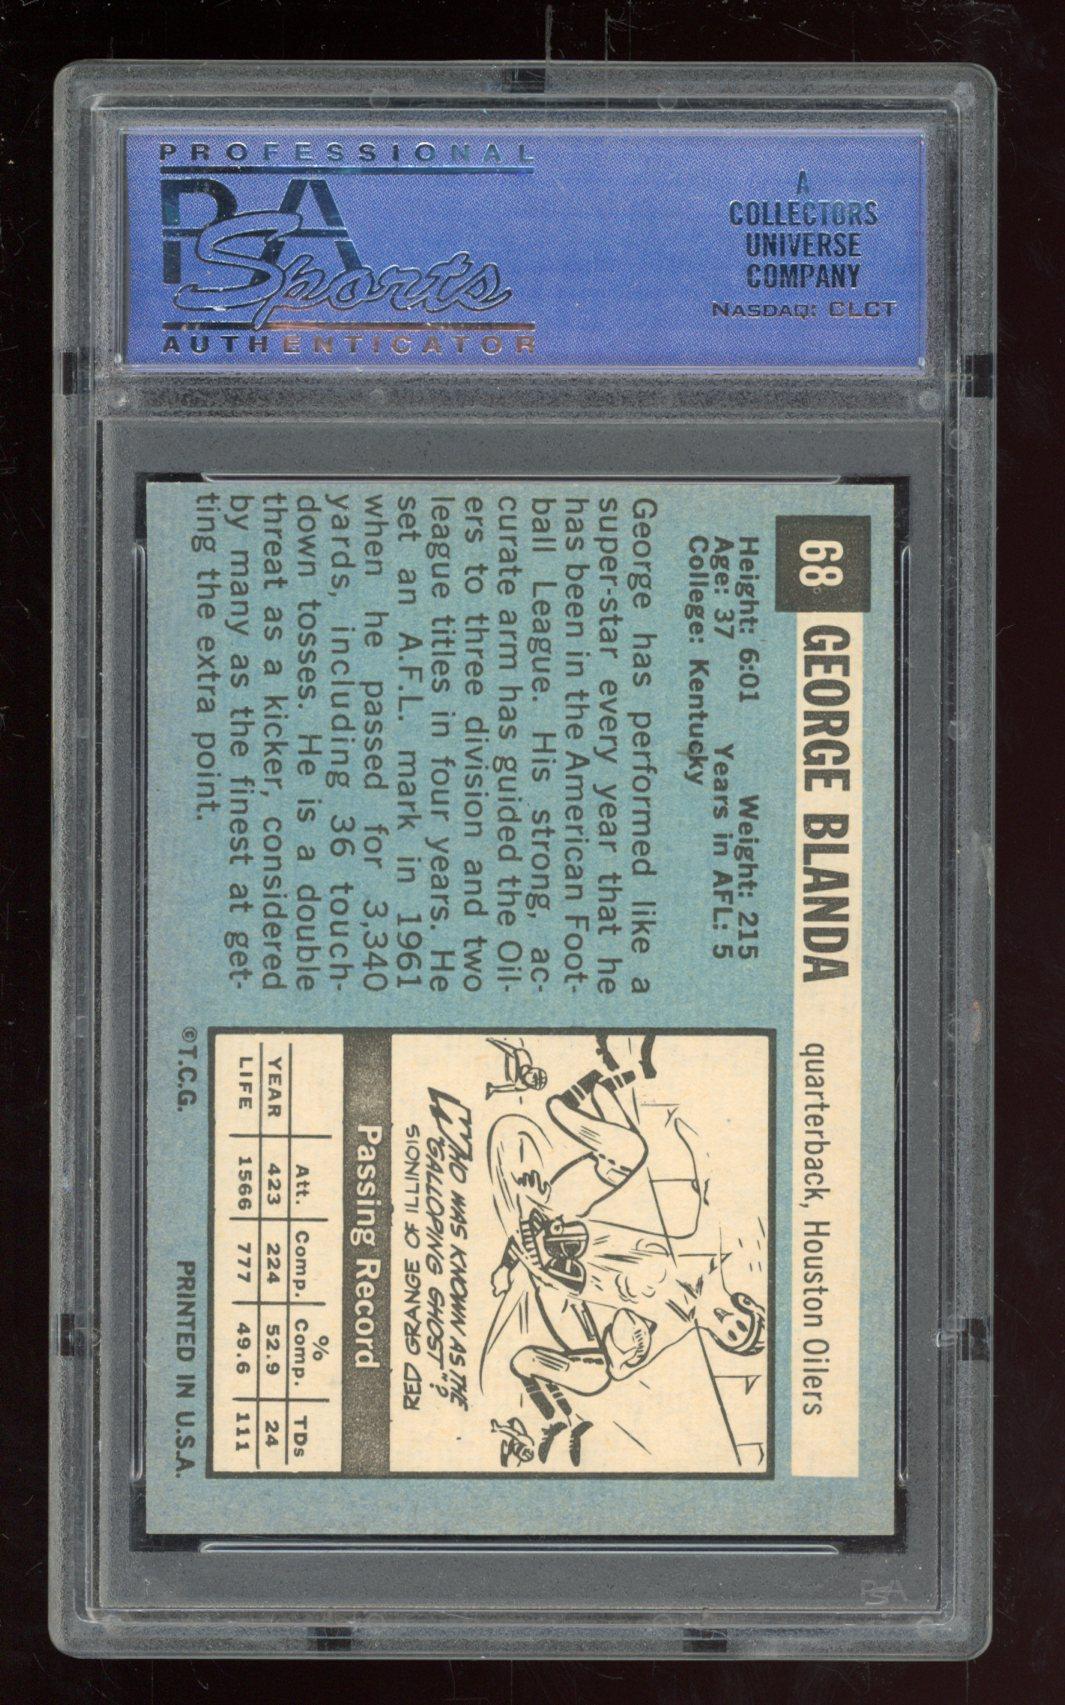 PROFESSIONAL
PSA
Sports
AUTHENTICATOR
A
COLLECTORS
UNIVERSE
COMPANY
NASDAQ: CLCT
68 GEORGE BLANDA quarterback, Houston Oilers
Height: 6:01 Weight: 215
Age: 37 Years in AFL: 5
College: Kentucky
George has performed like a
super-star every year that he
has been in the American Foot-
ball League. His strong, ac-
curate arm has guided the Oil-
ers to three division and two
league titles in four years. He
set an A.F.L. mark in 1961
when he passed for 3,340
yards, including 36 touch-
down tosses. He is a double
threat as a kicker, considered
by many as the finest at get-
ting the extra point.
WHO WAS KNOWN AS THE
"GALLOPING GHOST"?
RED GRANGE OF ILLINOIS
Passing Record
Att. Comp. % Comp. TDs
YEAR 423 224 52.9 24
LIFE 1566 777 49.6 111
©T.C.G. PRINTED IN U.S.A.
PSA